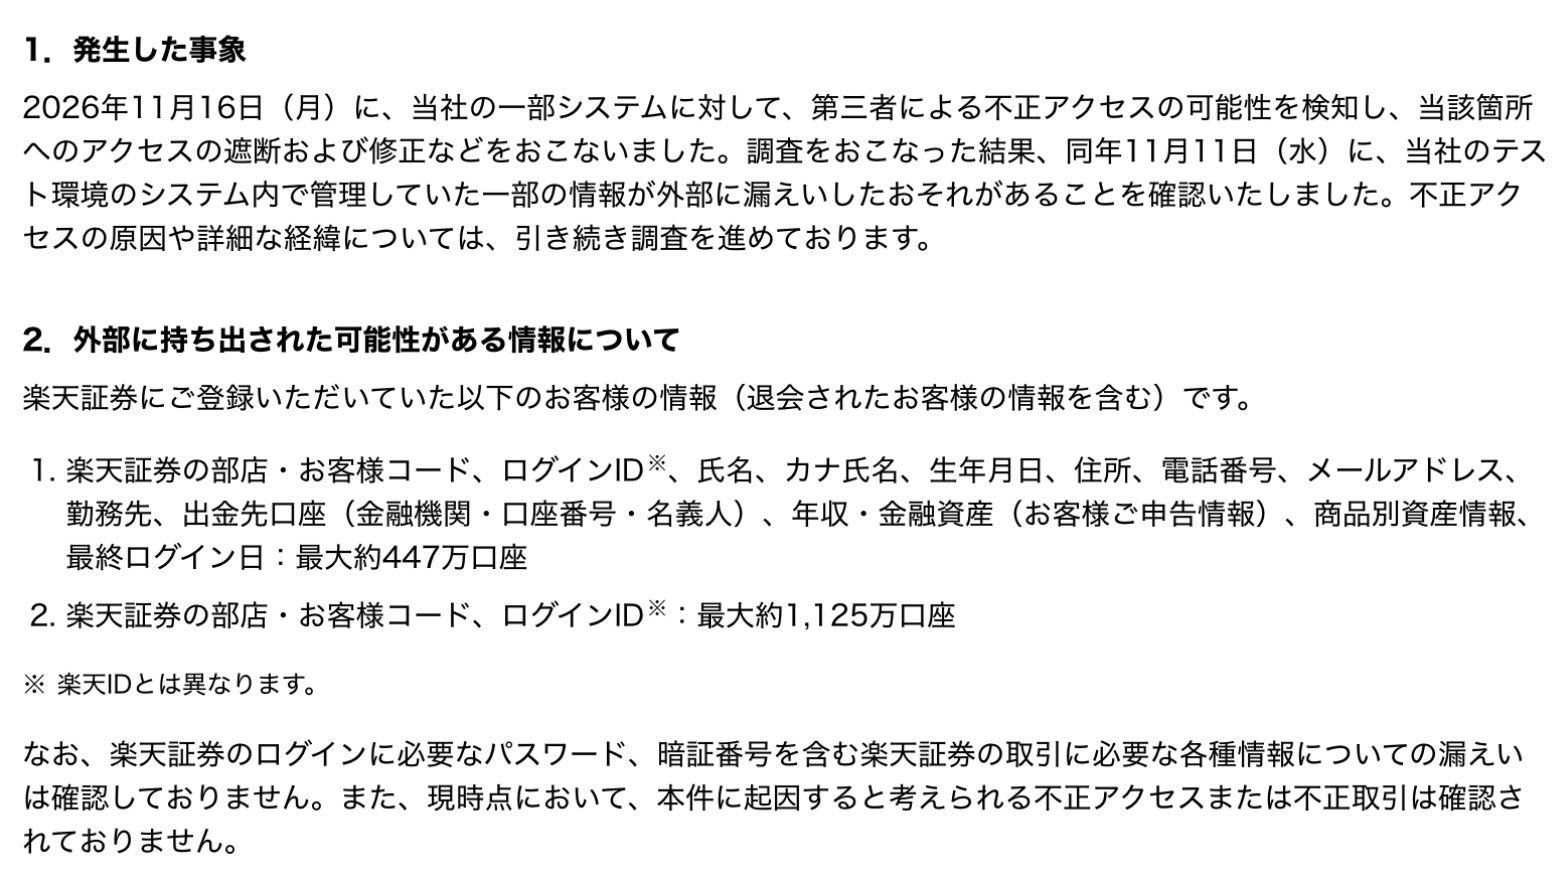 1．発生した事象
2026年11月16日（月）に、当社の一部システムに対して、第三者による不正アクセスの可能性を検知し、当該箇所
へのアクセスの遮断および修正などをおこないました。調査をおこなった結果、同年11月11日（水）に、当社のテス
ト環境のシステム内で管理していた一部の情報が外部に漏えいしたおそれがあることを確認いたしました。不正アク
セスの原因や詳細な経緯については、引き続き調査を進めております。
2．外部に持ち出された可能性がある情報について
楽天証券にご登録いただいていた以下のお客様の情報（退会されたお客様の情報を含む）です。
1. 楽天証券の部店・お客様コード、ログインID※、氏名、カナ氏名、生年月日、住所、電話番号、メールアドレス、
勤務先、出金先口座（金融機関・口座番号・名義人）、年収・金融資産（お客様ご申告情報）、商品別資産情報、
最終ログイン日：最大約447万口座
2. 楽天証券の部店・お客様コード、ログインID※：最大約1,125万口座
※ 楽天IDとは異なります。
なお、楽天証券のログインに必要なパスワード、暗証番号を含む楽天証券の取引に必要な各種情報についての漏えい
は確認しておりません。また、現時点において、本件に起因すると考えられる不正アクセスまたは不正取引は確認さ
れておりません。